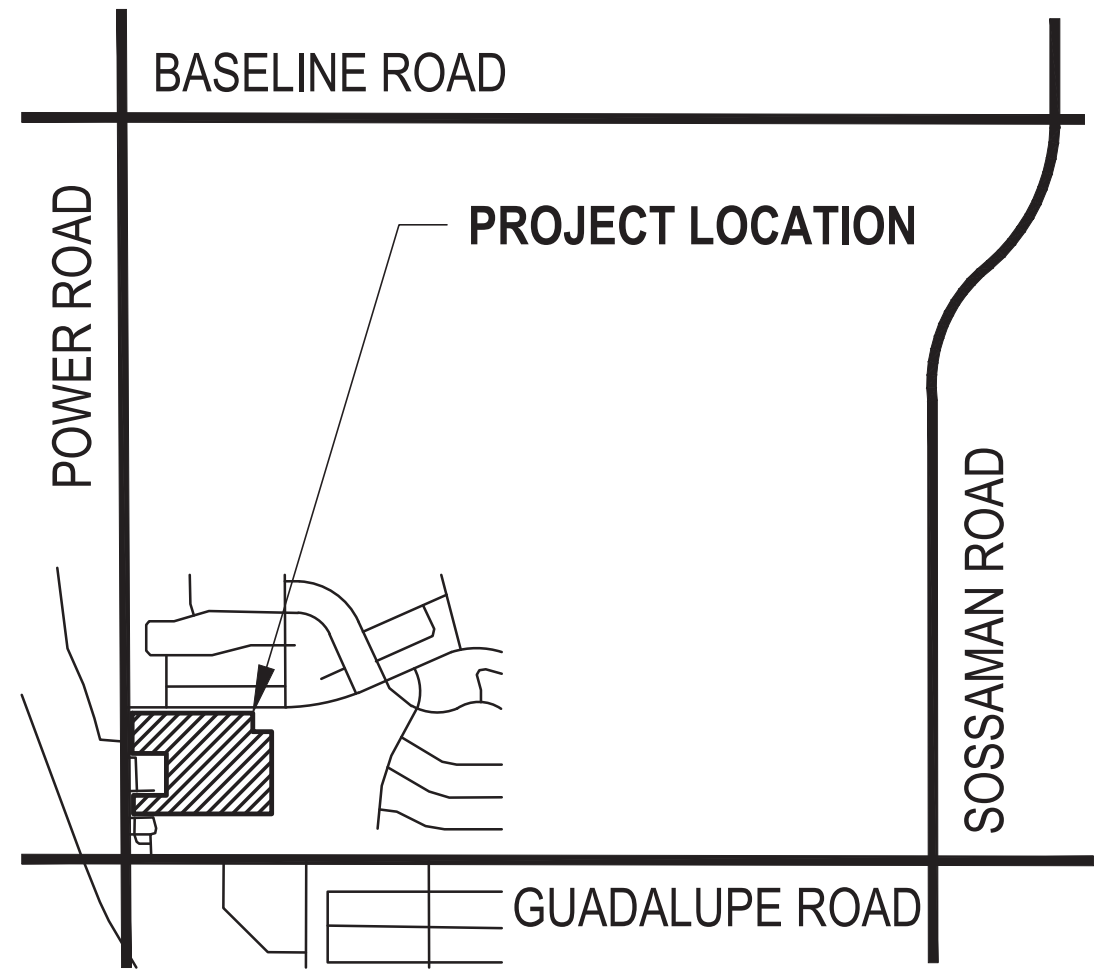 BASELINE ROAD
POWER ROAD
PROJECT LOCATION
SOSSAMAN ROAD
GUADALUPE ROAD